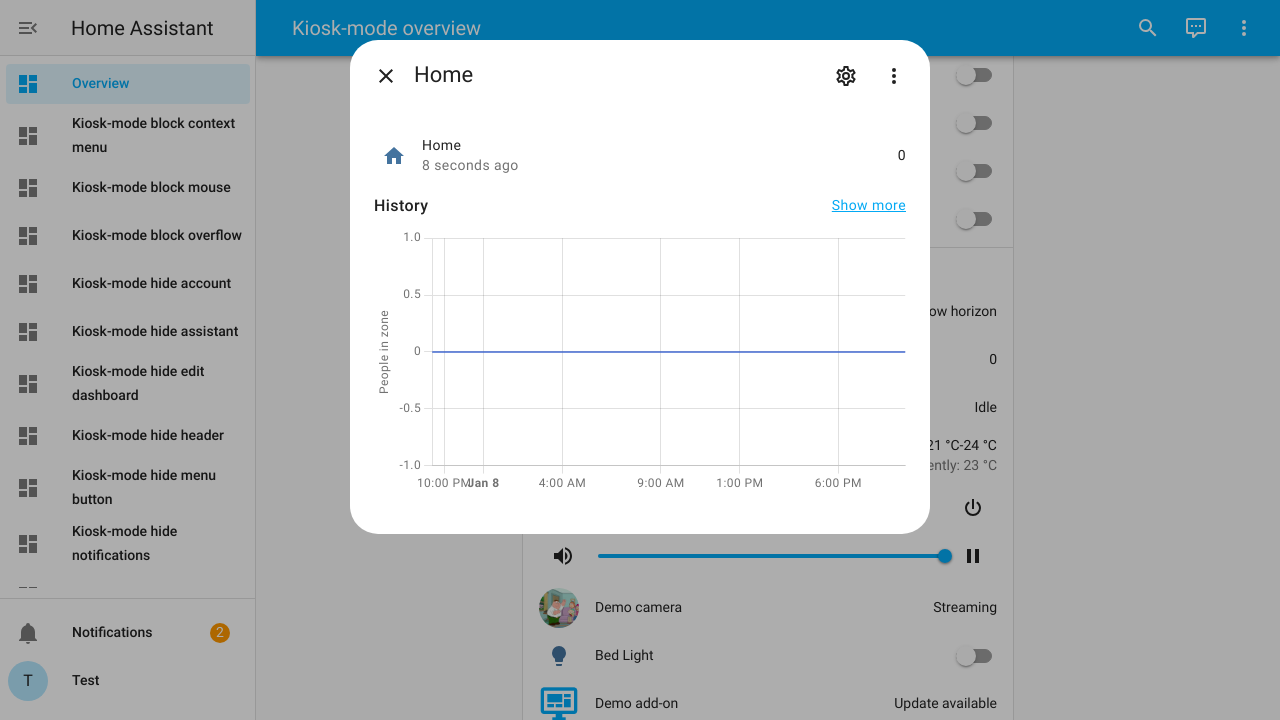 Home Assistant
Kiosk-mode overview
Overview
Kiosk-mode block context
menu
Kiosk-mode block mouse
Kiosk-mode block overflow
Kiosk-mode hide account
Kiosk-mode hide assistant
Kiosk-mode hide edit
dashboard
Kiosk-mode hide header
Kiosk-mode hide menu
button
Kiosk-mode hide
notifications
Notifications
2
T
Test
Home
Home
8 seconds ago
0
History
Show more
People in zone
1.0
0.5
0
-0.5
-1.0
10:00 PM
Jan 8
4:00 AM
9:00 AM
1:00 PM
6:00 PM
horizon
0
Idle
21 °C-24 °C
23 °C
Demo camera
Streaming
Bed Light
Demo add-on
Update available